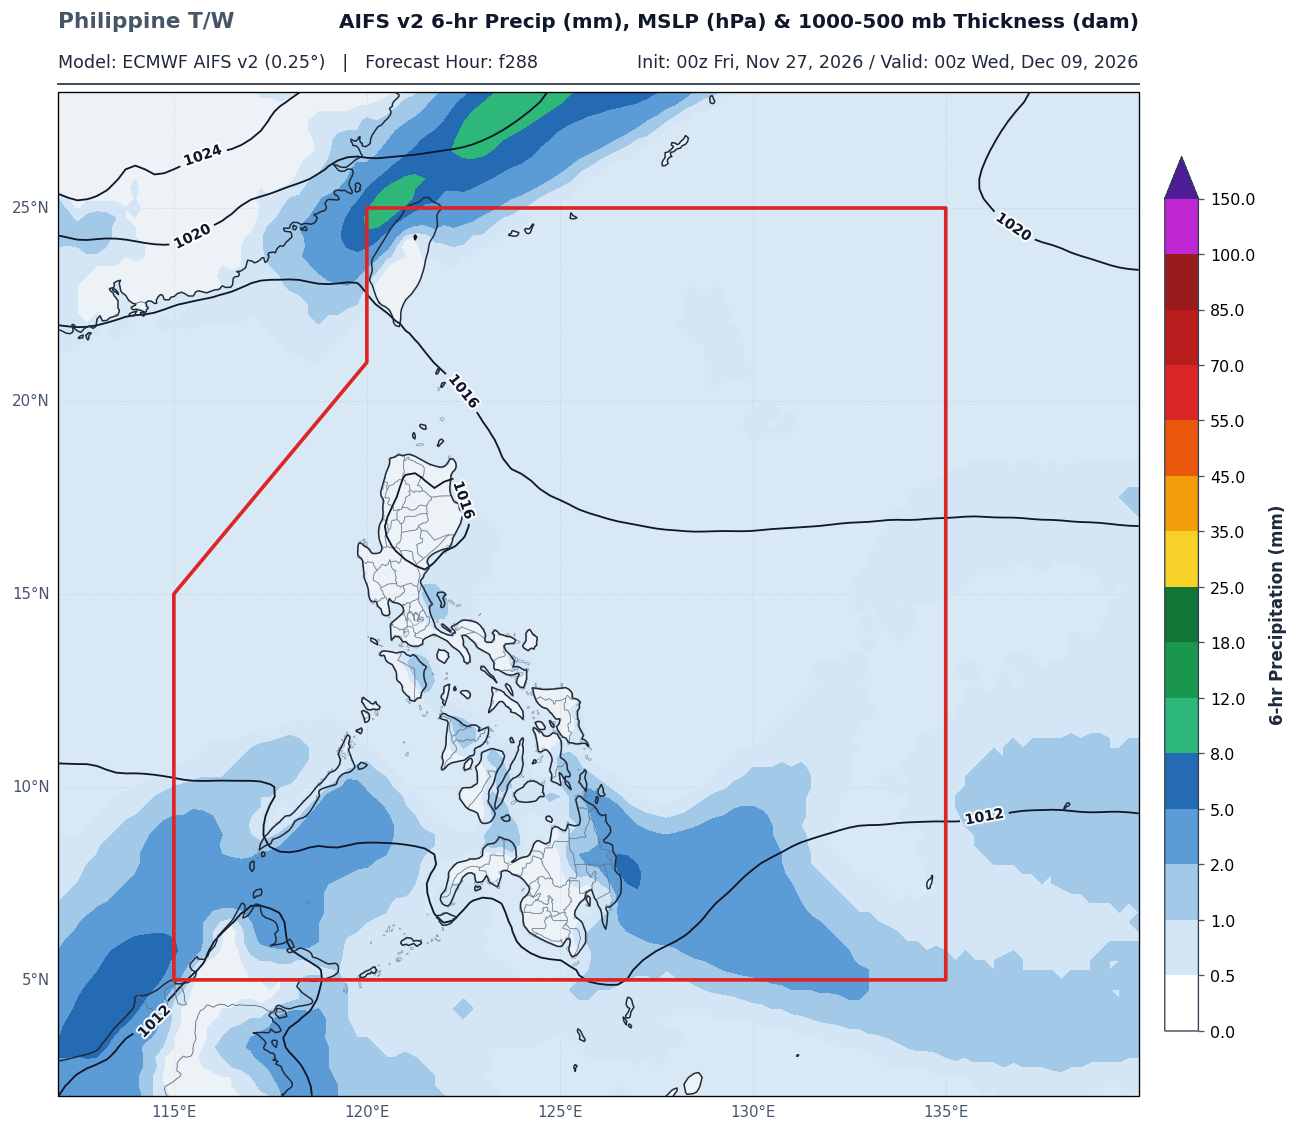 Philippine T/W
AIFS v2 6-hr Precip (mm), MSLP (hPa) & 1000-500 mb Thickness (dam)
Model: ECMWF AIFS v2 (0.25°)   |   Forecast Hour: f288
Init: 00z Fri, Nov 27, 2026 / Valid: 00z Wed, Dec 09, 2026
1024
1020
1020
1016
1016
1012
1012
25°N
20°N
15°N
10°N
5°N
115°E
120°E
125°E
130°E
135°E
150.0
100.0
85.0
70.0
55.0
45.0
35.0
25.0
18.0
12.0
8.0
5.0
2.0
1.0
0.5
0.0
6-hr Precipitation (mm)